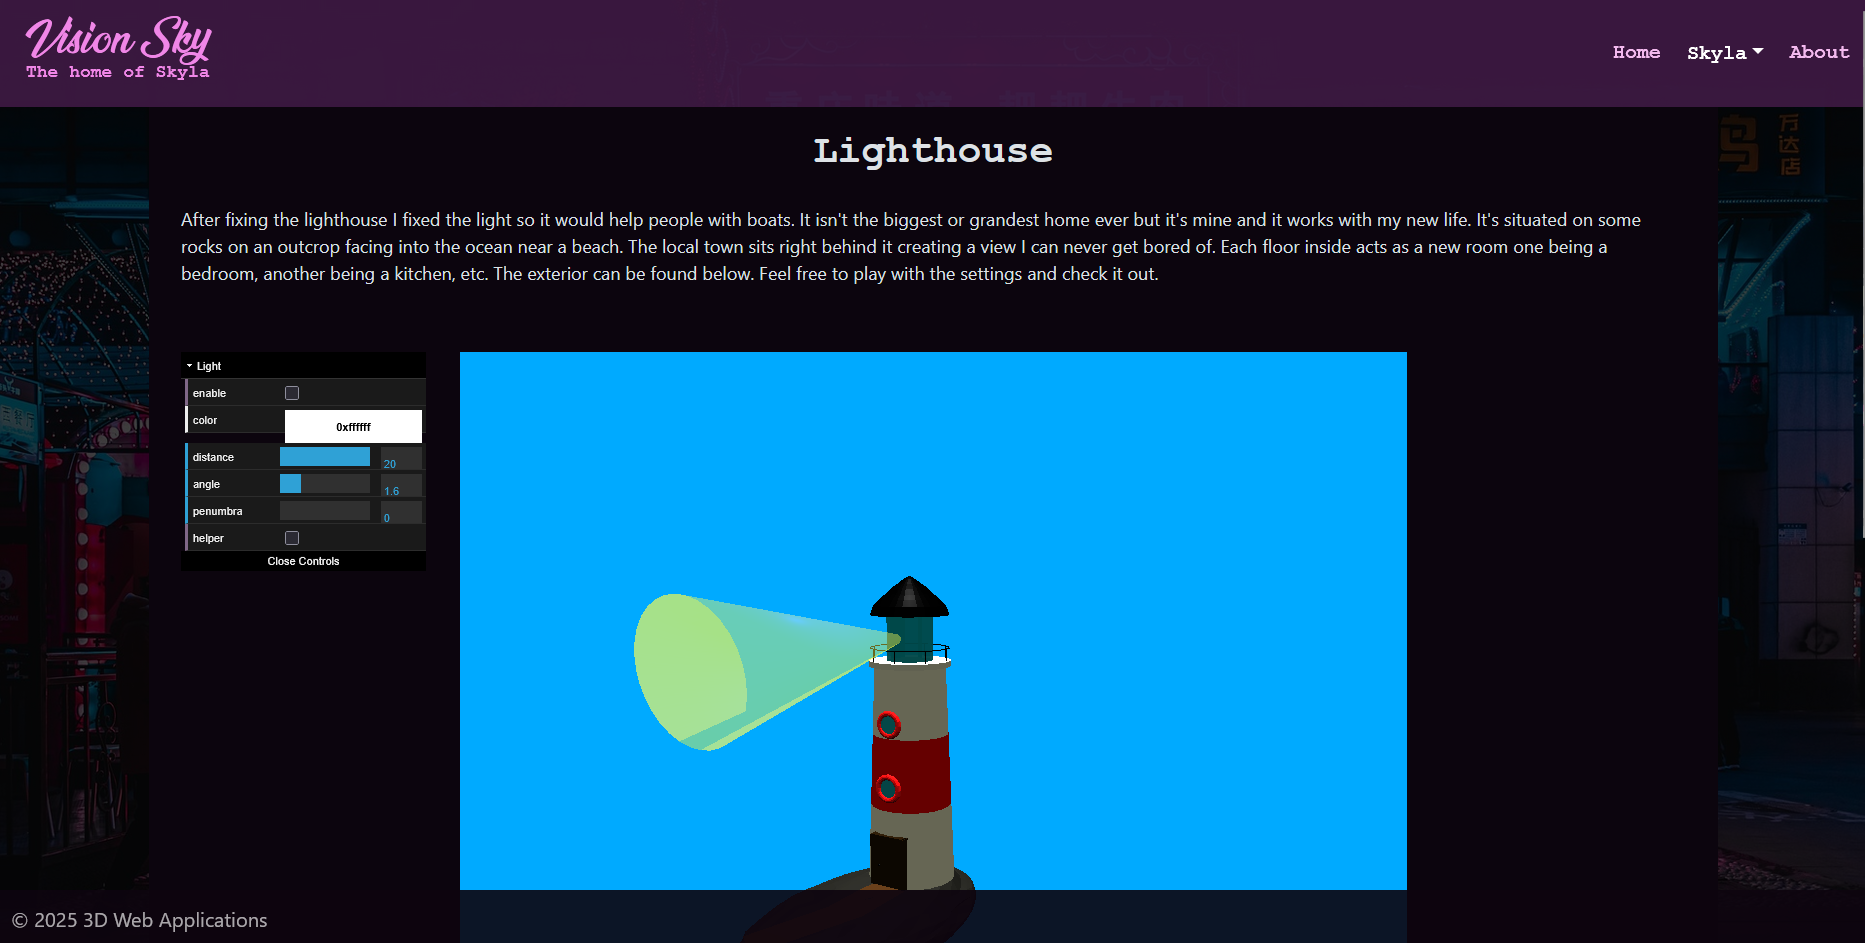 Vision Sky
The home of Skyla
Home
Skyla
About
Lighthouse
After fixing the lighthouse I fixed the light so it would help people with boats. It isn't the biggest or grandest home ever but it's mine and it works with my new life. It's situated on some
rocks on an outcrop facing into the ocean near a beach. The local town sits right behind it creating a view I can never get bored of. Each floor inside acts as a new room one being a
bedroom, another being a kitchen, etc. The exterior can be found below. Feel free to play with the settings and check it out.
Light
enable
color
0xffffff
distance
20
angle
1.6
penumbra
0
helper
Close Controls
万
达
店
© 2025 3D Web Applications